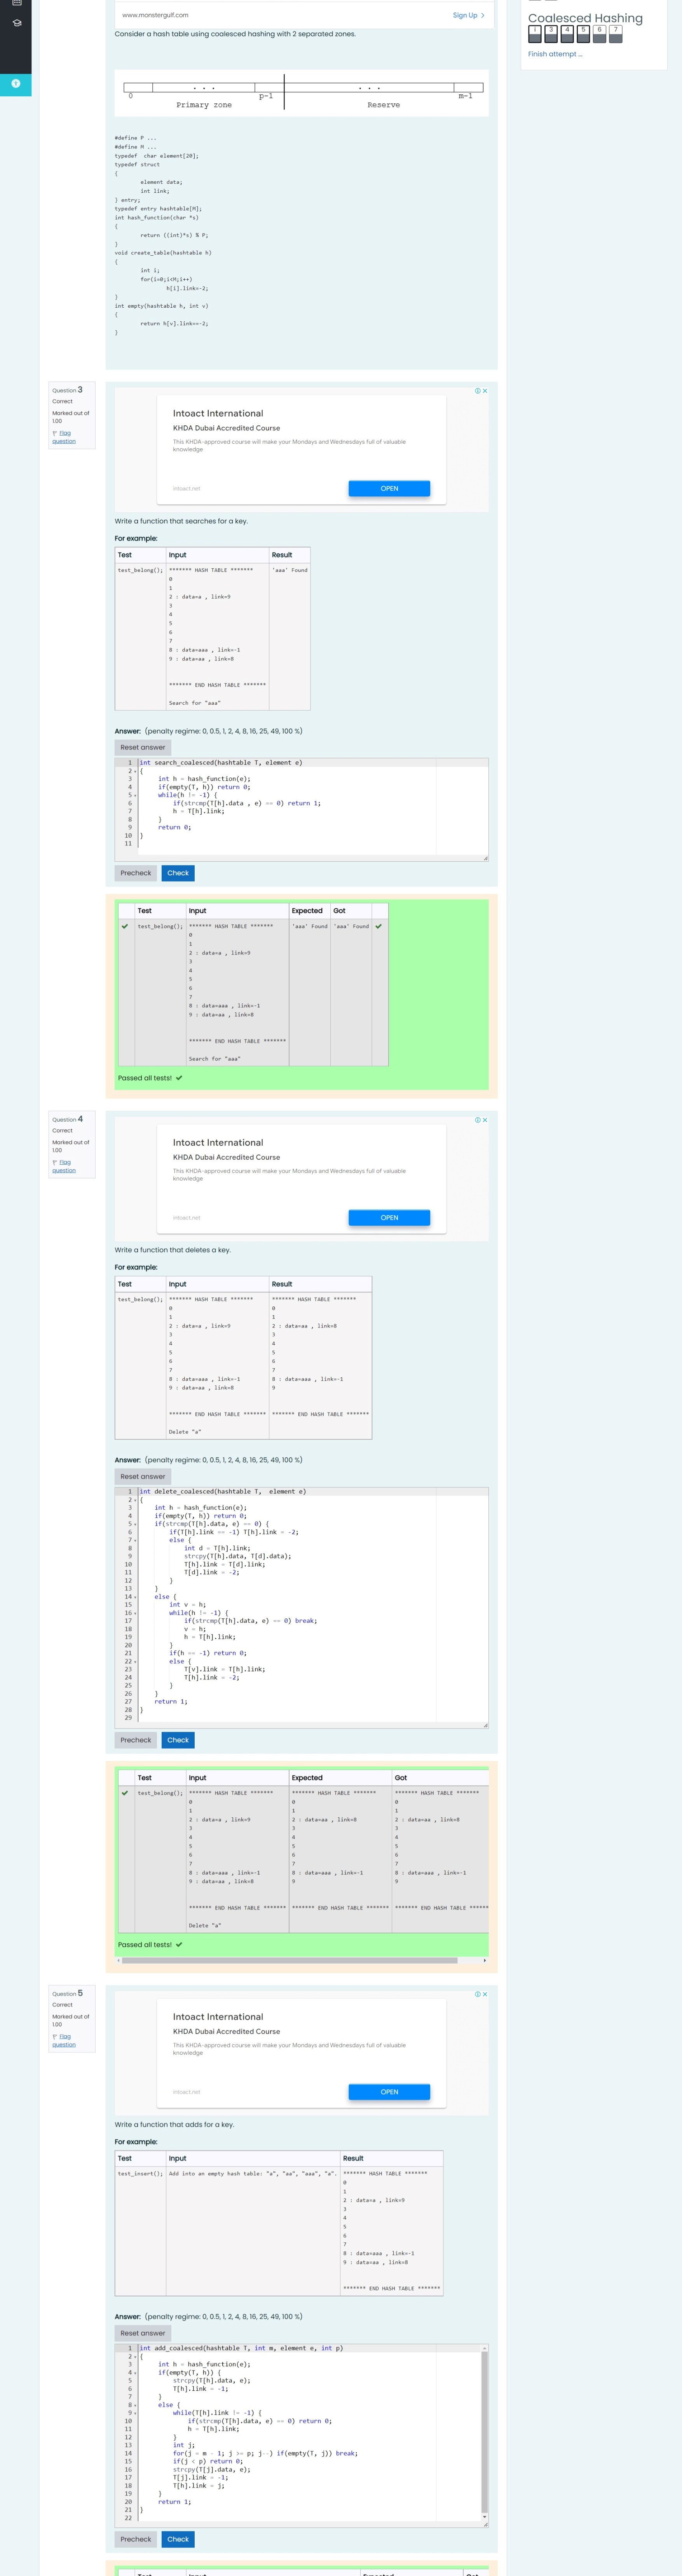 www.monstergulf.com
Sign Up >
Consider a hash table using coalesced hashing with 2 separated zones.
. . .
. . .
0
p-1
m-1
Primary zone
Reserve
#define P ...
#define M ...
typedef char element[20];
typedef struct
{
element data;
int link;
} entry;
typedef entry hashtable[M];
int hash_function(char *s)
{
return ((int)*s) % P;
}
void create_table(hashtable h)
{
int i;
for(i=0;i<M;i++)
h[i].link=-2;
}
int empty(hashtable h, int v)
{
return h[v].link==-2;
}
Coalesced Hashing
1 3 4 5 6 7
Finish attempt ...
Question 3
Correct
Marked out of
1.00
Flag
question
Intoact International
KHDA Dubai Accredited Course
This KHDA-approved course will make your Mondays and Wednesdays full of valuable
knowledge
intoact.net
OPEN
Write a function that searches for a key.
For example:
Test Input Result
test_belong(); ******* HASH TABLE ******* 'aaa' Found
0
1
2 : data=a , link=9
3
4
5
6
7
8 : data=aaa , link=-1
9 : data=aa , link=8
******* END HASH TABLE *******
Search for "aaa"
Answer: (penalty regime: 0, 0.5, 1, 2, 4, 8, 16, 25, 49, 100 %)
Reset answer
1 int search_coalesced(hashtable T, element e)
2 {
3 int h = hash_function(e);
4 if(empty(T, h)) return 0;
5 while(h != -1) {
6 if(strcmp(T[h].data , e) == 0) return 1;
7 h = T[h].link;
8 }
9 return 0;
10 }
11
Precheck Check
Test Input Expected Got
test_belong(); ******* HASH TABLE ******* 'aaa' Found 'aaa' Found
0
1
2 : data=a , link=9
3
4
5
6
7
8 : data=aaa , link=-1
9 : data=aa , link=8
******* END HASH TABLE *******
Search for "aaa"
Passed all tests!
Question 4
Correct
Marked out of
1.00
Flag
question
Intoact International
KHDA Dubai Accredited Course
This KHDA-approved course will make your Mondays and Wednesdays full of valuable
knowledge
intoact.net
OPEN
Write a function that deletes a key.
For example:
Test Input Result
test_belong(); ******* HASH TABLE ******* ******* HASH TABLE *******
0 0
1 1
2 : data=a , link=9 2 : data=aa , link=8
3 3
4 4
5 5
6 6
7 7
8 : data=aaa , link=-1 8 : data=aaa , link=-1
9 : data=aa , link=8 9
******* END HASH TABLE ******* ******* END HASH TABLE *******
Delete "a"
Answer: (penalty regime: 0, 0.5, 1, 2, 4, 8, 16, 25, 49, 100 %)
Reset answer
1 int delete_coalesced(hashtable T, element e)
2 {
3 int h = hash_function(e);
4 if(empty(T, h)) return 0;
5 if(strcmp(T[h].data, e) == 0) {
6 if(T[h].link == -1) T[h].link = -2;
7 else {
8 int d = T[h].link;
9 strcpy(T[h].data, T[d].data);
10 T[h].link = T[d].link;
11 T[d].link = -2;
12 }
13 }
14 else {
15 int v = h;
16 while(h != -1) {
17 if(strcmp(T[h].data, e) == 0) break;
18 v = h;
19 h = T[h].link;
20 }
21 if(h == -1) return 0;
22 else {
23 T[v].link = T[h].link;
24 T[h].link = -2;
25 }
26 }
27 return 1;
28 }
29
Precheck Check
Test Input Expected Got
test_belong(); ******* HASH TABLE ******* ******* HASH TABLE ******* ******* HASH TABLE *******
0 0 0
1 1 1
2 : data=a , link=9 2 : data=aa , link=8 2 : data=aa , link=8
3 3 3
4 4 4
5 5 5
6 6 6
7 7 7
8 : data=aaa , link=-1 8 : data=aaa , link=-1 8 : data=aaa , link=-1
9 : data=aa , link=8 9 9
******* END HASH TABLE ******* ******* END HASH TABLE ******* ******* END HASH TABLE ******
Delete "a"
Passed all tests!
Question 5
Correct
Marked out of
1.00
Flag
question
Intoact International
KHDA Dubai Accredited Course
This KHDA-approved course will make your Mondays and Wednesdays full of valuable
knowledge
intoact.net
OPEN
Write a function that adds for a key.
For example:
Test Input Result
test_insert(); Add into an empty hash table: "a", "aa", "aaa", "a". ******* HASH TABLE *******
0
1
2 : data=a , link=9
3
4
5
6
7
8 : data=aaa , link=-1
9 : data=aa , link=8
******* END HASH TABLE *******
Answer: (penalty regime: 0, 0.5, 1, 2, 4, 8, 16, 25, 49, 100 %)
Reset answer
1 int add_coalesced(hashtable T, int m, element e, int p)
2 {
3 int h = hash_function(e);
4 if(empty(T, h)) {
5 strcpy(T[h].data, e);
6 T[h].link = -1;
7 }
8 else {
9 while(T[h].link != -1) {
10 if(strcmp(T[h].data, e) == 0) return 0;
11 h = T[h].link;
12 }
13 int j;
14 for(j = m - 1; j >= p; j--) if(empty(T, j)) break;
15 if(j < p) return 0;
16 strcpy(T[j].data, e);
17 T[j].link = -1;
18 T[h].link = j;
19 }
20 return 1;
21 }
22
Precheck Check